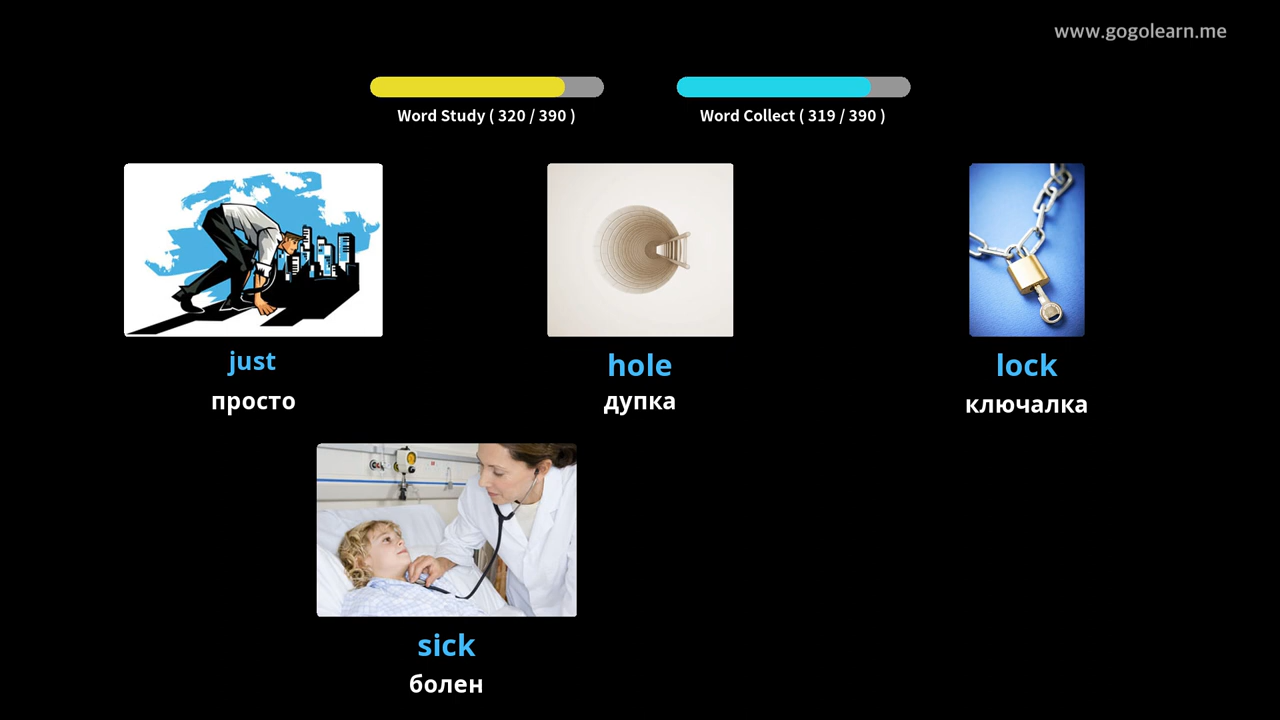 www.gogolearn.me
Word Study ( 320 / 390 )
Word Collect ( 319 / 390 )
just
hole
lock
просто
дупка
ключалка
sick
болен